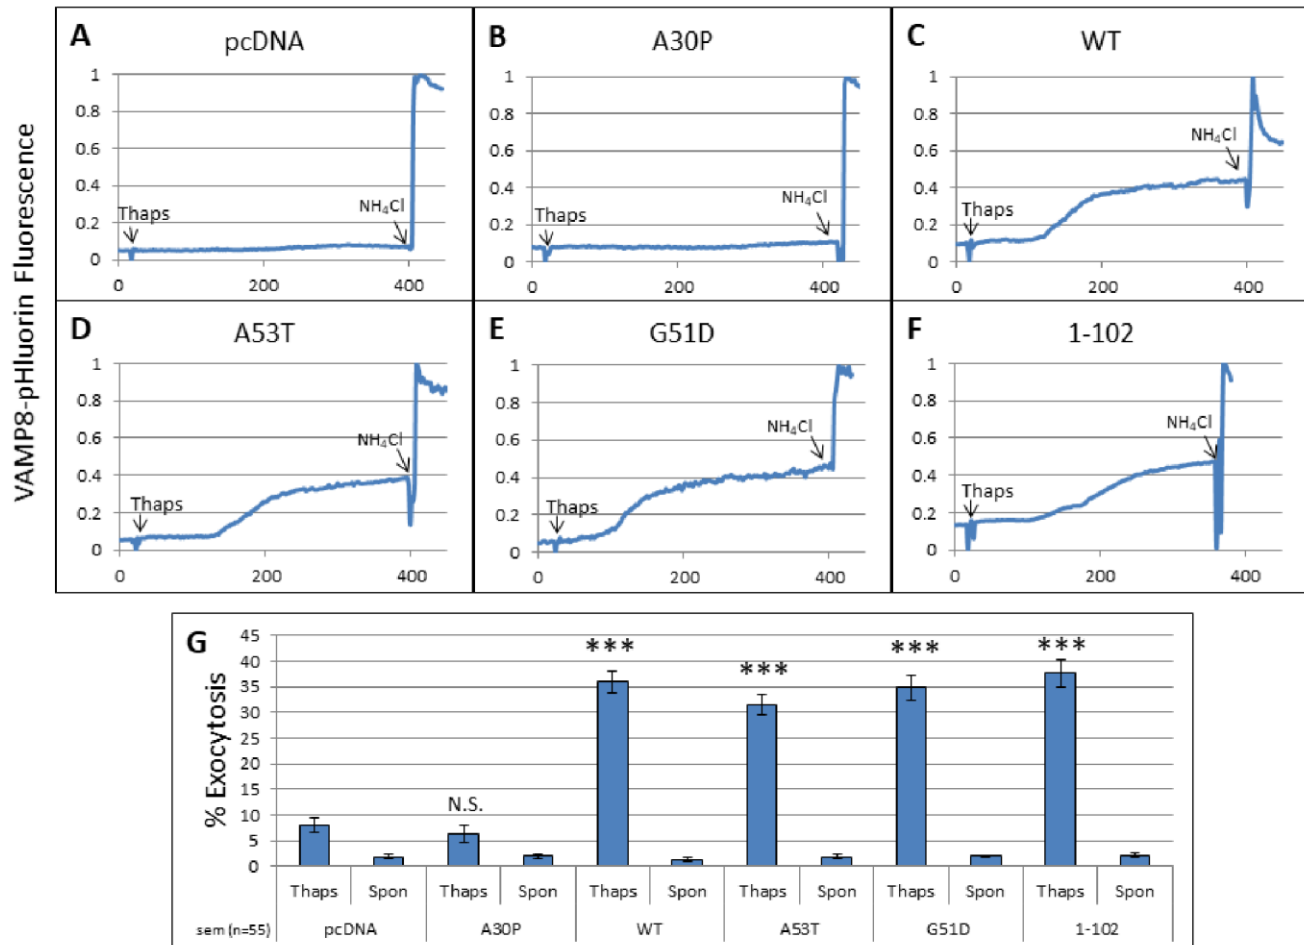 VAMP8-pHluorin Fluorescence
A pcDNA
1
0.8
0.6
0.4
0.2
0
Thaps
NH₄Cl
0 200 400
B A30P
1
0.8
0.6
0.4
0.2
0
Thaps
NH₄Cl
0 200 400
C WT
1
0.8
0.6
0.4
0.2
0
Thaps
NH₄Cl
0 200 400
D A53T
1
0.8
0.6
0.4
0.2
0
Thaps
NH₄Cl
0 200 400
E G51D
1
0.8
0.6
0.4
0.2
0
Thaps
NH₄Cl
0 200 400
F 1-102
1
0.8
0.6
0.4
0.2
0
Thaps
NH₄Cl
0 200 400
G
% Exocytosis
45
40
35
30
25
20
15
10
5
0
N.S.
***
***
***
***
Thaps Spon Thaps Spon Thaps Spon Thaps Spon Thaps Spon Thaps Spon
sem (n=55) pcDNA A30P WT A53T G51D 1-102